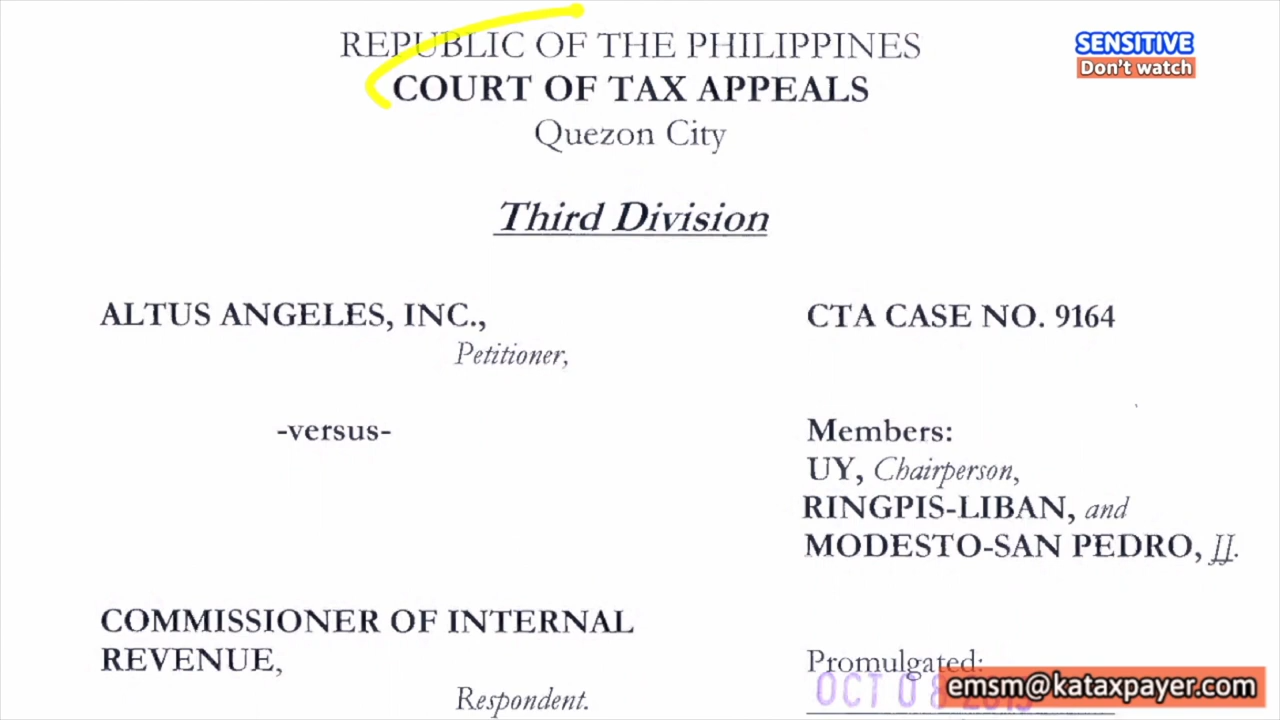 REPUBLIC OF THE PHILIPPINES
COURT OF TAX APPEALS
Quezon City
SENSITIVE
Don't watch
Third Division
ALTUS ANGELES, INC.,
Petitioner,
-versus-
COMMISSIONER OF INTERNAL
REVENUE,
Respondent.
CTA CASE NO. 9164
Members:
UY, Chairperson,
RINGPIS-LIBAN, and
MODESTO-SAN PEDRO, JJ.
Promulgated:
OCT 08
emsm@kataxpayer.com